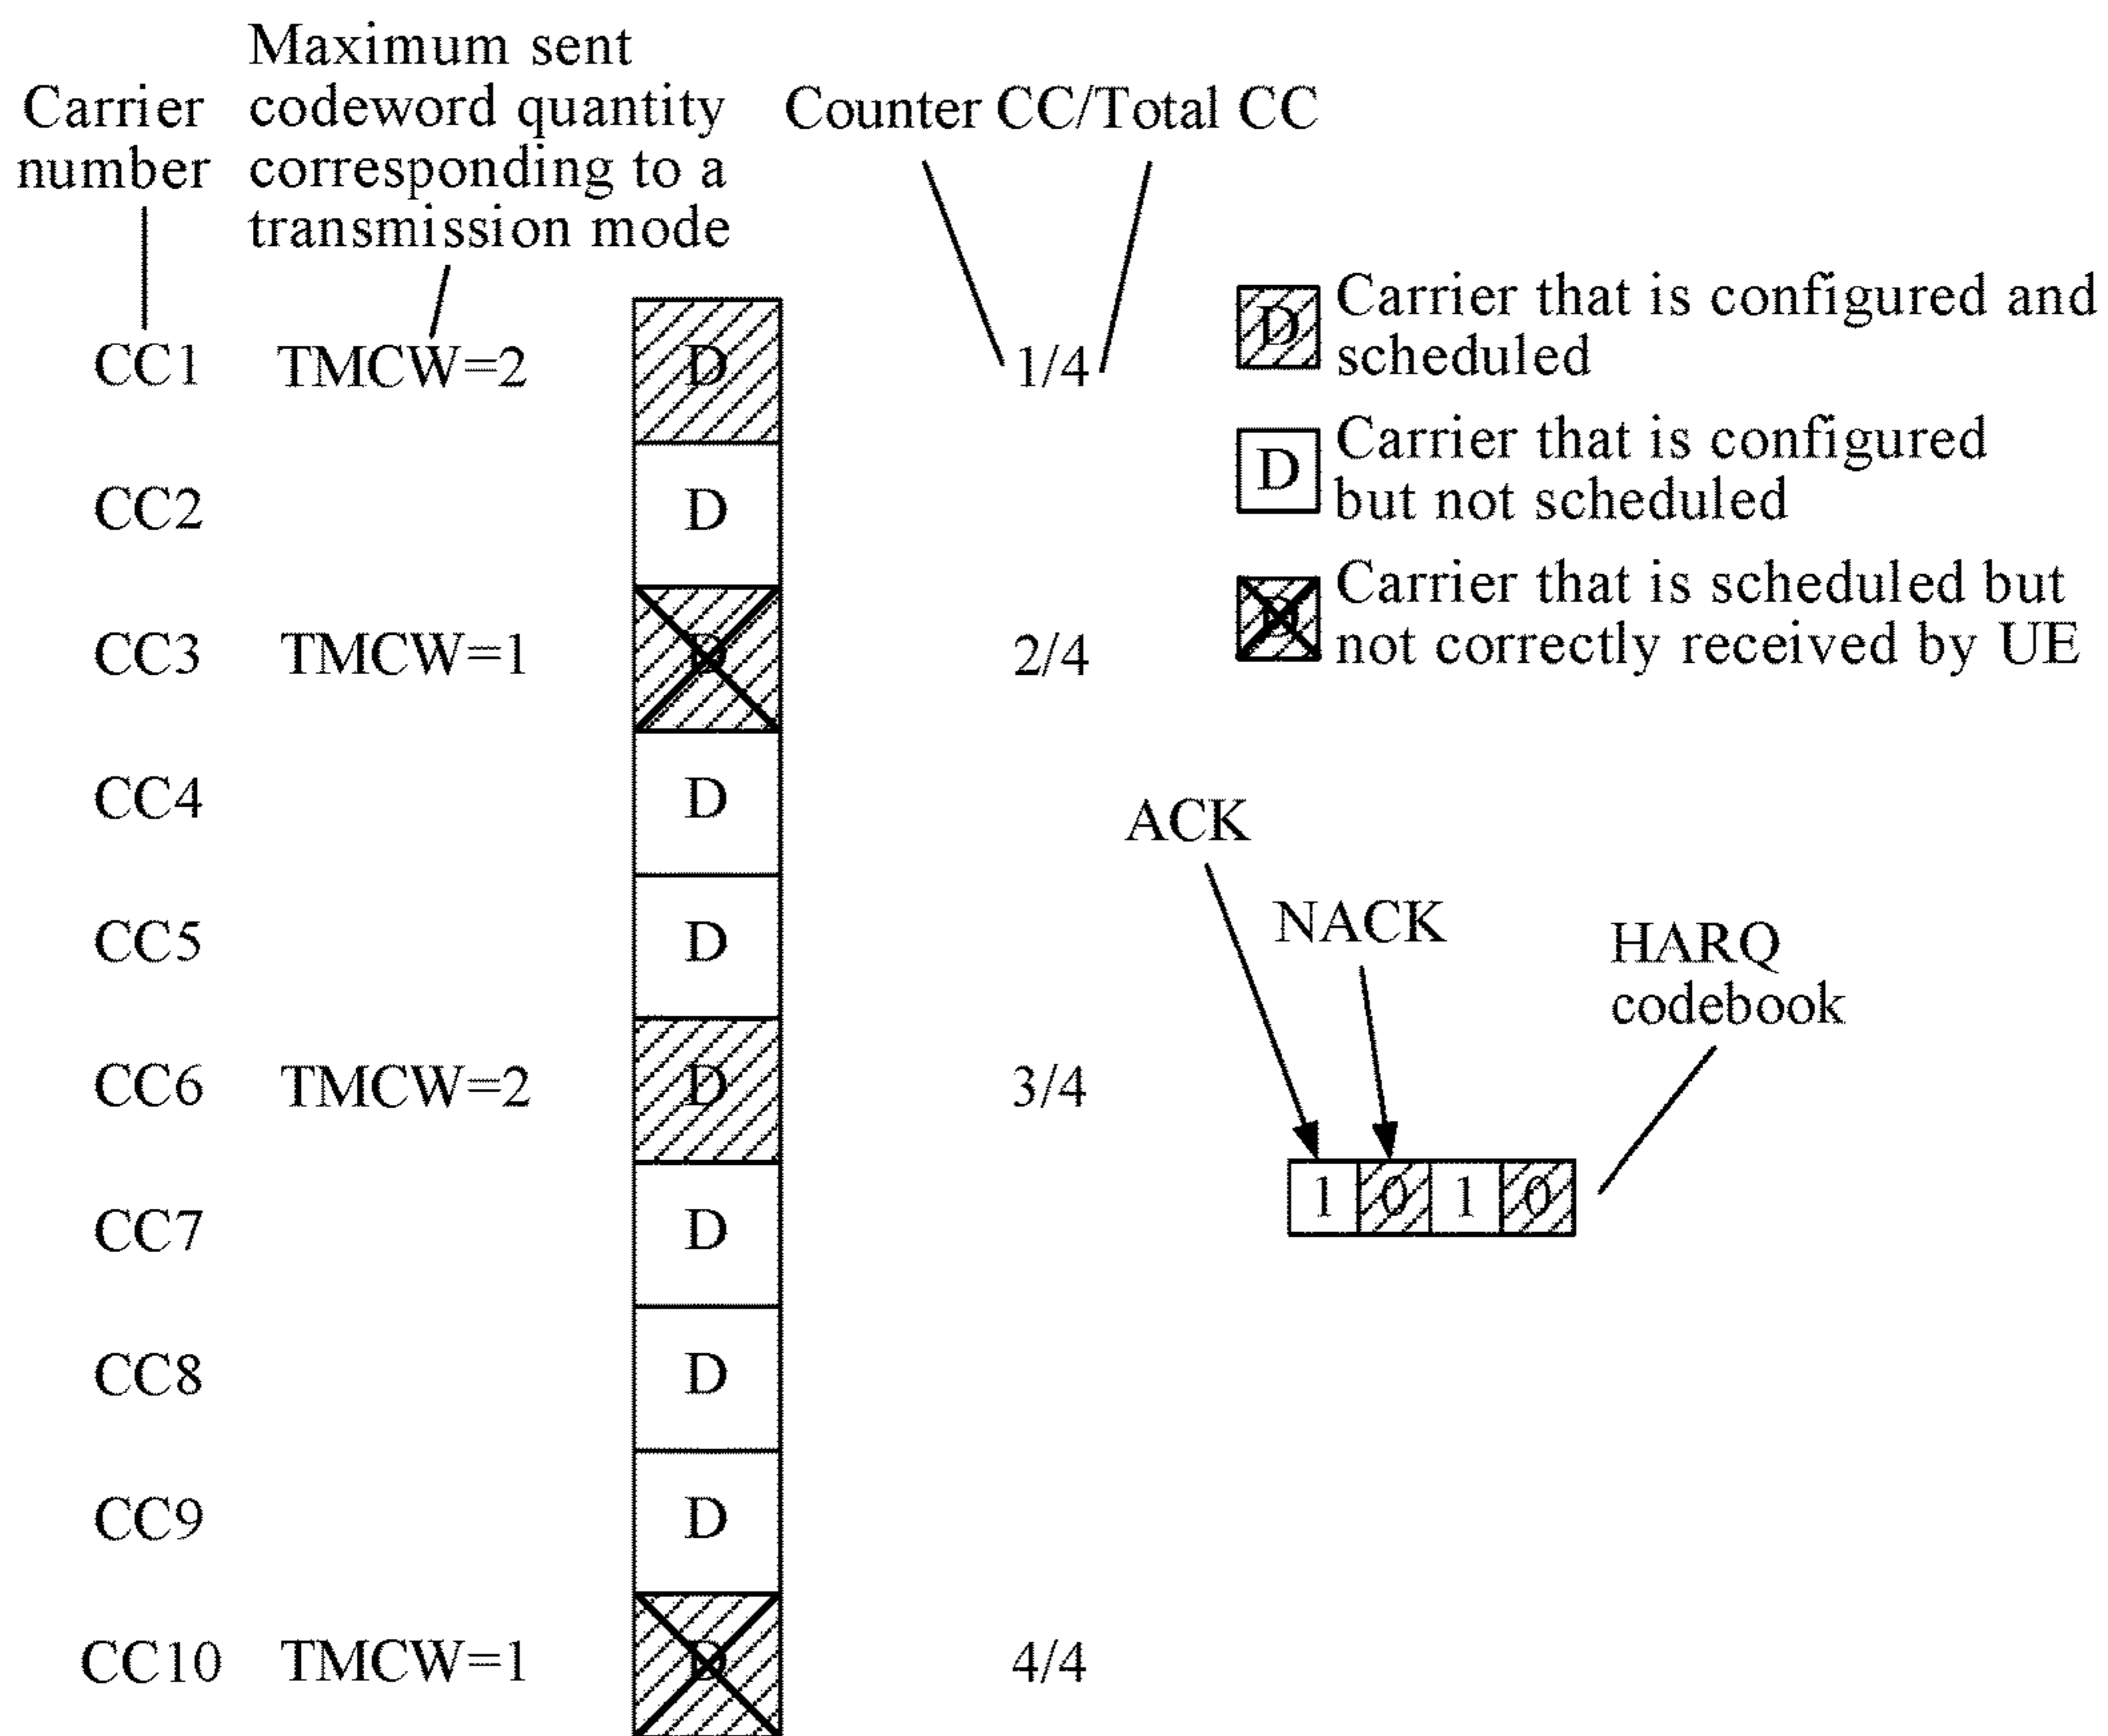 Maximum sent
codeword quantity
corresponding to a
transmission mode
Carrier
number
Counter CC/Total CC
D Carrier that is configured and
scheduled
D Carrier that is configured
but not scheduled
D Carrier that is scheduled but
not correctly received by UE
CC1 TMCW=2 D 1/4
CC2 D
CC3 TMCW=1 D 2/4
CC4 D
CC5 D
CC6 TMCW=2 D 3/4
CC7 D
CC8 D
CC9 D
CC10 TMCW=1 D 4/4
ACK
NACK
HARQ
codebook
1 0 1 0